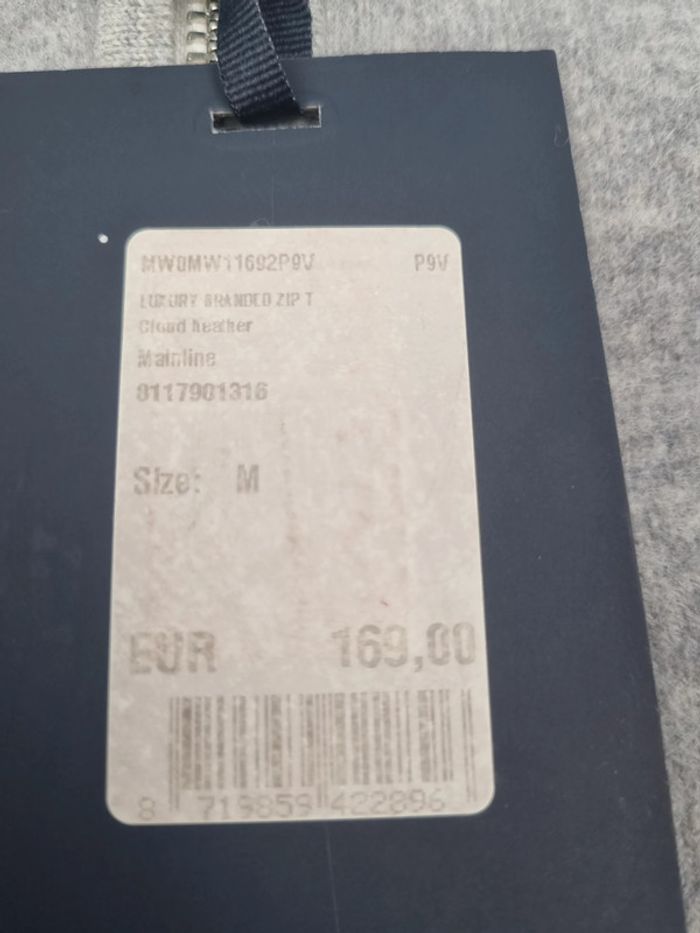 MW0MW11692P9V P9V
LUXURY BRANDED ZIP T
Cloud heather
Mainline
8117901316
Size: M
EUR 169,00
8 719859 422896